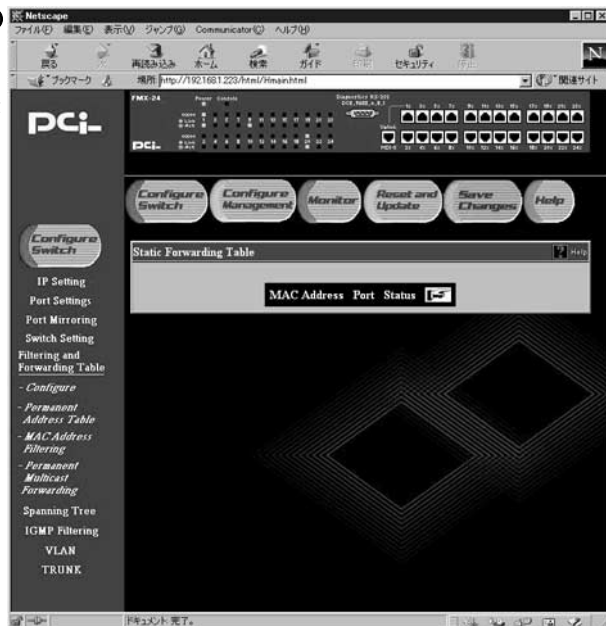 Netscape
ファイル(F) 編集(E) 表示(V) ジャンプ(G) Communicator(C) ヘルプ(H)
戻る 再読み込み ホーム 検索 ガイド 印刷 セキュリティ 停止
ブックマーク 場所: http://192.168.1.223/html/Hmain.html 関連サイト
FMX-24 Power Console
PCi
PCi
Configure Switch
Configure Management
Monitor
Reset and Update
Save Changes
Help
Configure Switch
Static Forwarding Table Help
MAC Address Port Status
IP Setting
Port Settings
Port Mirroring
Switch Setting
Filtering and
Forwarding Table
- Configure
- Permanent
Address Table
- MAC Address
Filtering
- Permanent
Multicast
Forwarding
Spanning Tree
IGMP Filtering
VLAN
TRUNK
ドキュメント: 完了。